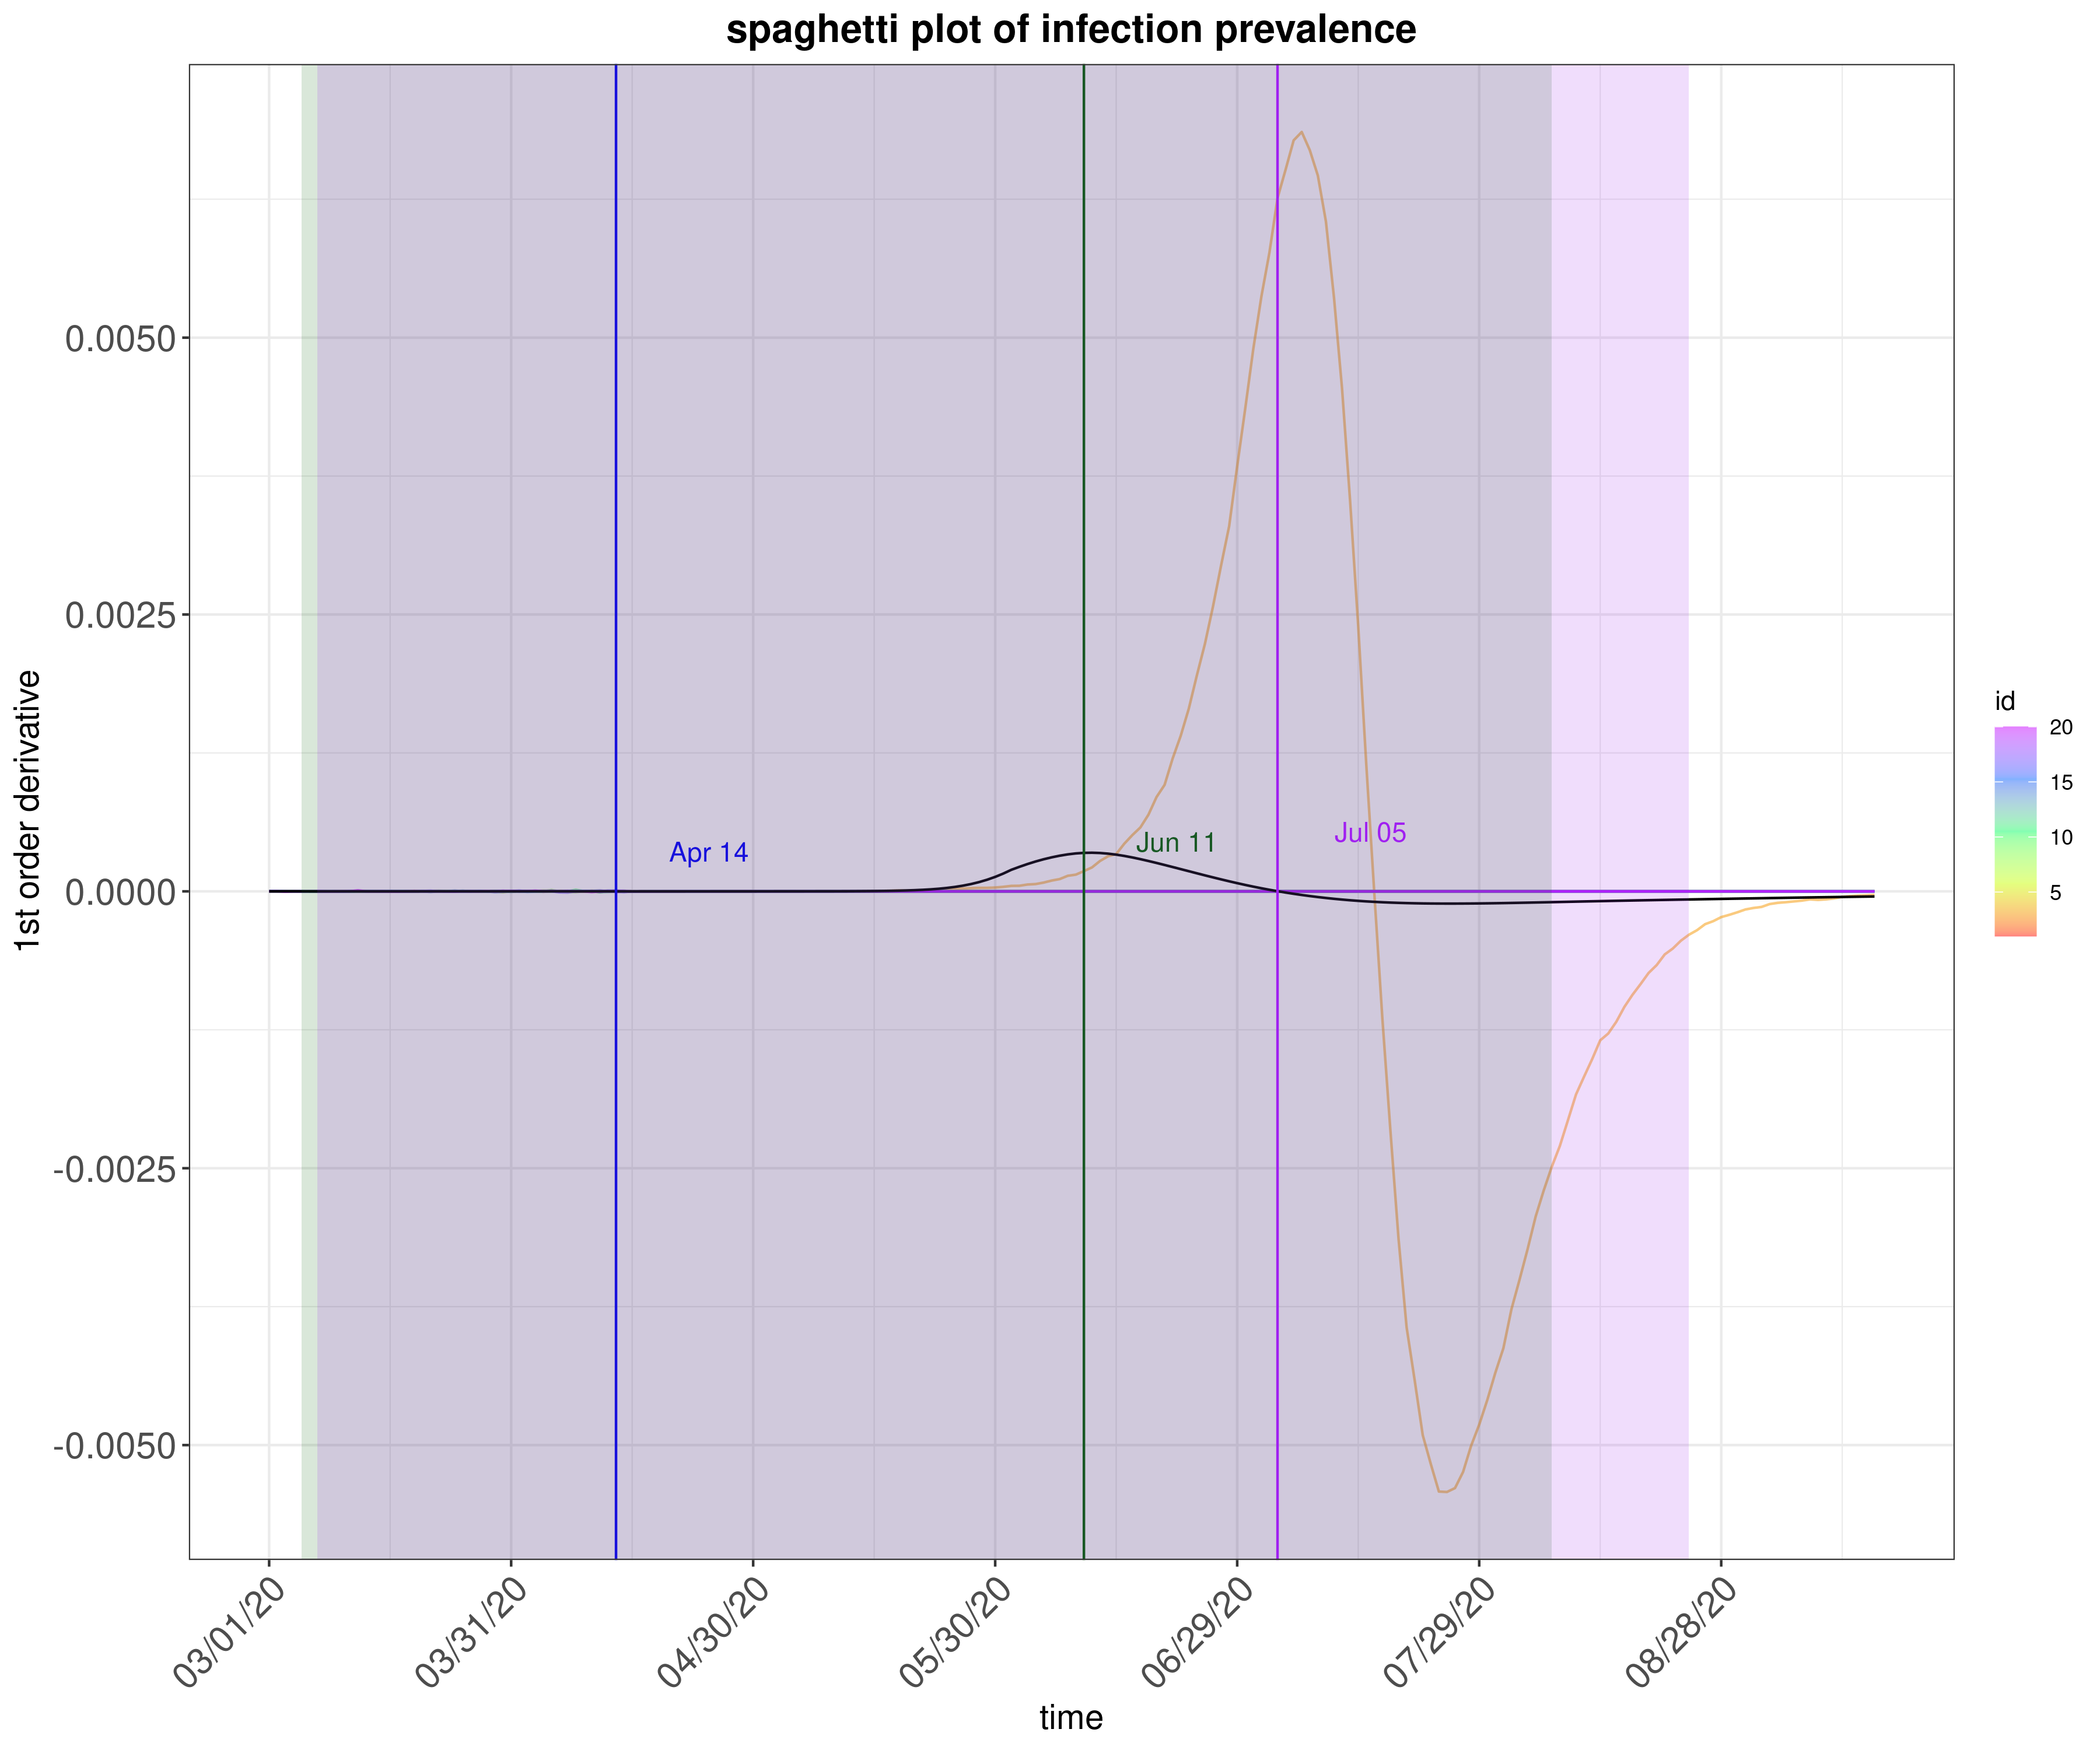 spaghetti plot of infection prevalence
1st order derivative
0.0050
0.0025
0.0000
-0.0025
-0.0050
Apr 14
Jun 11
Jul 05
03/01/20
03/31/20
04/30/20
05/30/20
06/29/20
07/29/20
08/28/20
time
id
20
15
10
5